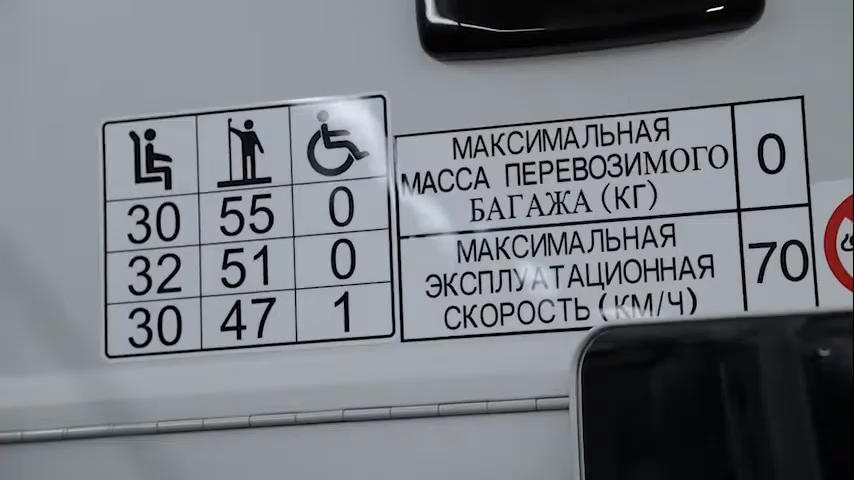 30 55 0
32 51 0
30 47 1
МАКСИМАЛЬНАЯ
МАССА ПЕРЕВОЗИМОГО
БАГАЖА (КГ)
0
МАКСИМАЛЬНАЯ
ЭКСПЛУАТАЦИОННАЯ
СКОРОСТЬ (КМ/Ч)
70